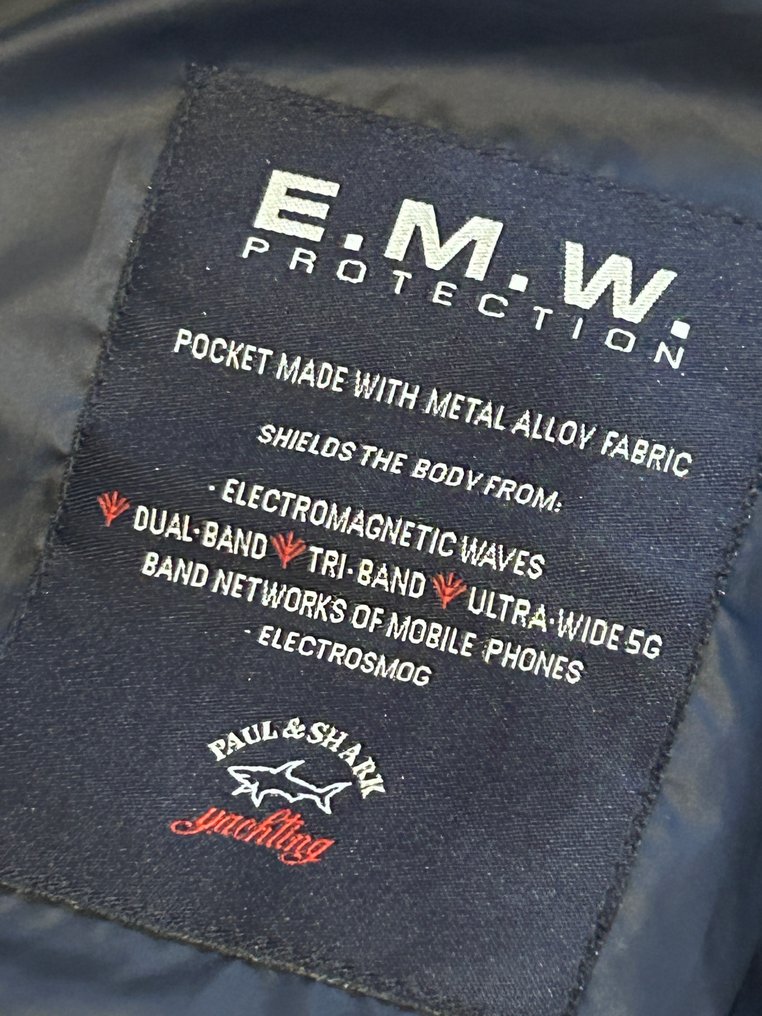 E.M.W.
PROTECTION
POCKET MADE WITH METAL ALLOY FABRIC
SHIELDS THE BODY FROM:
- ELECTROMAGNETIC WAVES
DUAL-BAND TRI-BAND ULTRA-WIDE 5G
BAND NETWORKS OF MOBILE PHONES
- ELECTROSMOG
PAUL & SHARK
yachting